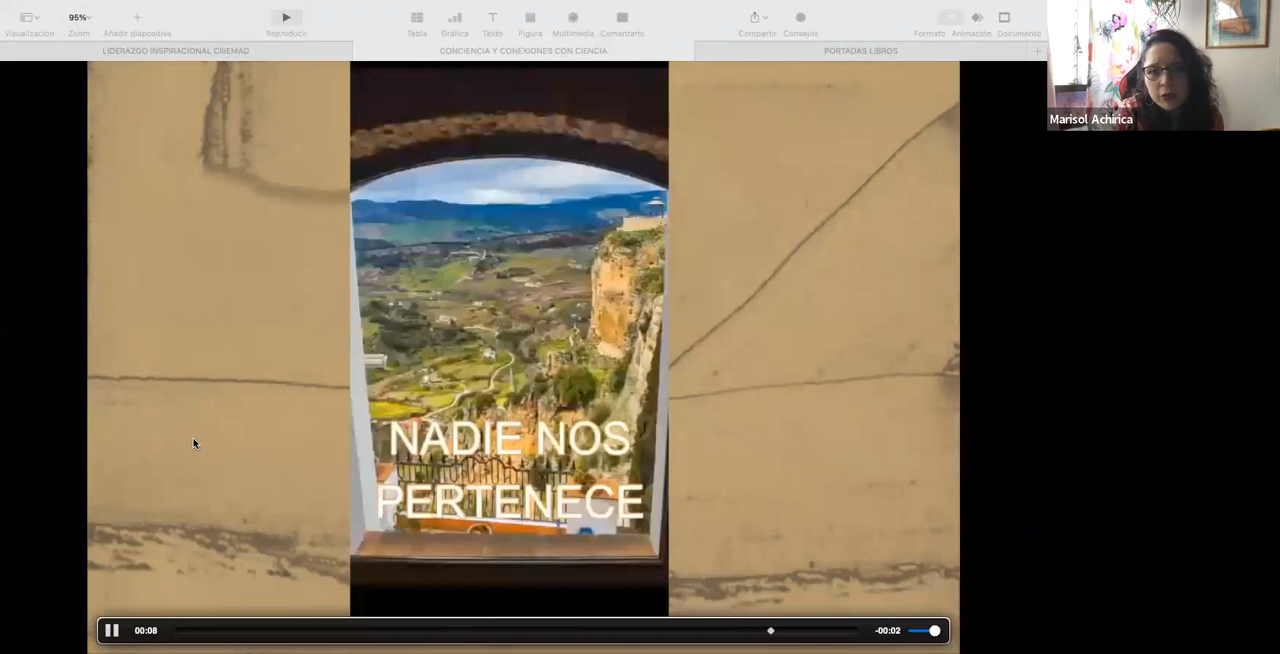 95%
Visualización
Zoom
Añadir diapositiva
Reproducir
Tabla
Gráfica
Texto
Figura
Multimedia
Comentario
Compartir
Consejos
Formato
Animación
Documento
LIDERAZGO INSPIRACIONAL CIIEMAD
CONCIENCIA Y CONEXIONES CON CIENCIA
PORTADAS LIBROS
Marisol Achirica
NADIE NOS
PERTENECE
00:08
-00:02